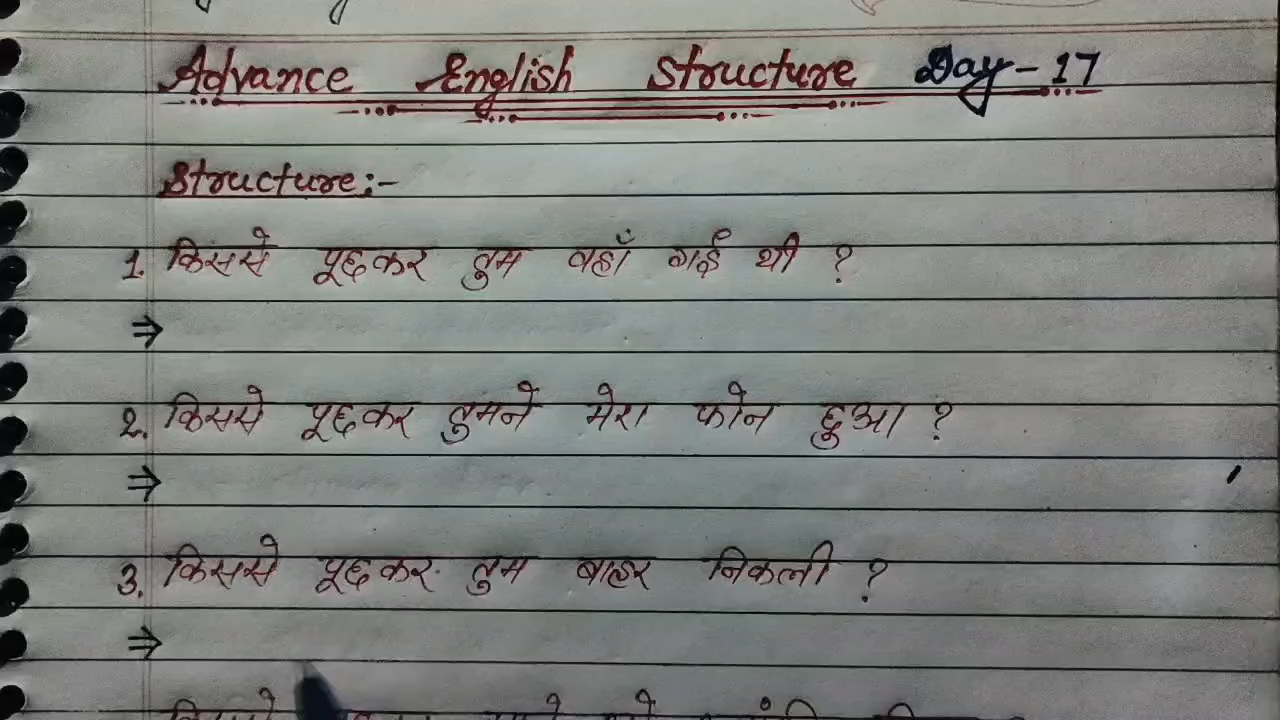 Advance English Structure Day-17
Structure:-
1. किससे पूछकर तुम वहाँ गई थी ?
⇒
2. किससे पूछकर तुमने मेरा फोन छुआ ?
⇒
3. किससे पूछकर तुम बाहर निकली ?
⇒